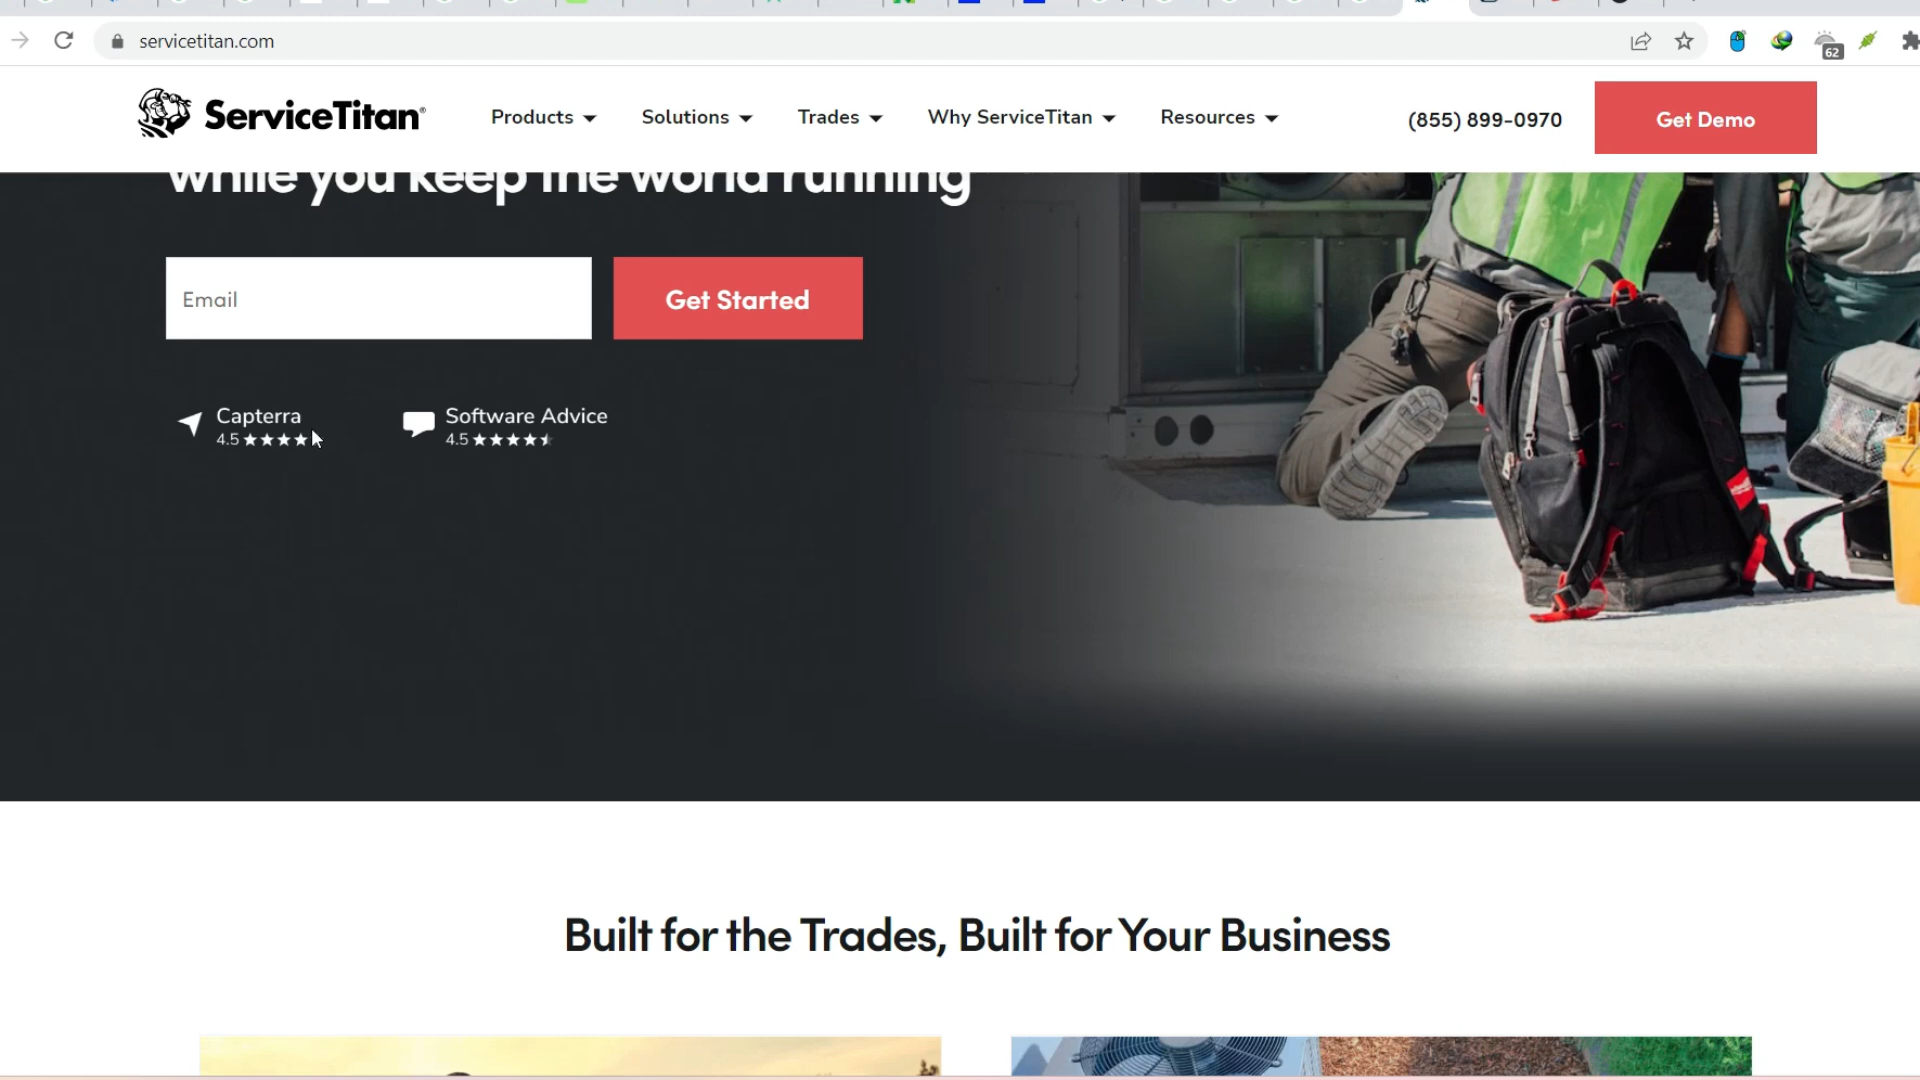 servicetitan.com
62
ServiceTitan®
Products
Solutions
Trades
Why ServiceTitan
Resources
(855) 899-0970
Get Demo
while you keep the world running
Email
Get Started
Capterra
4.5
Software Advice
4.5
Built for the Trades, Built for Your Business